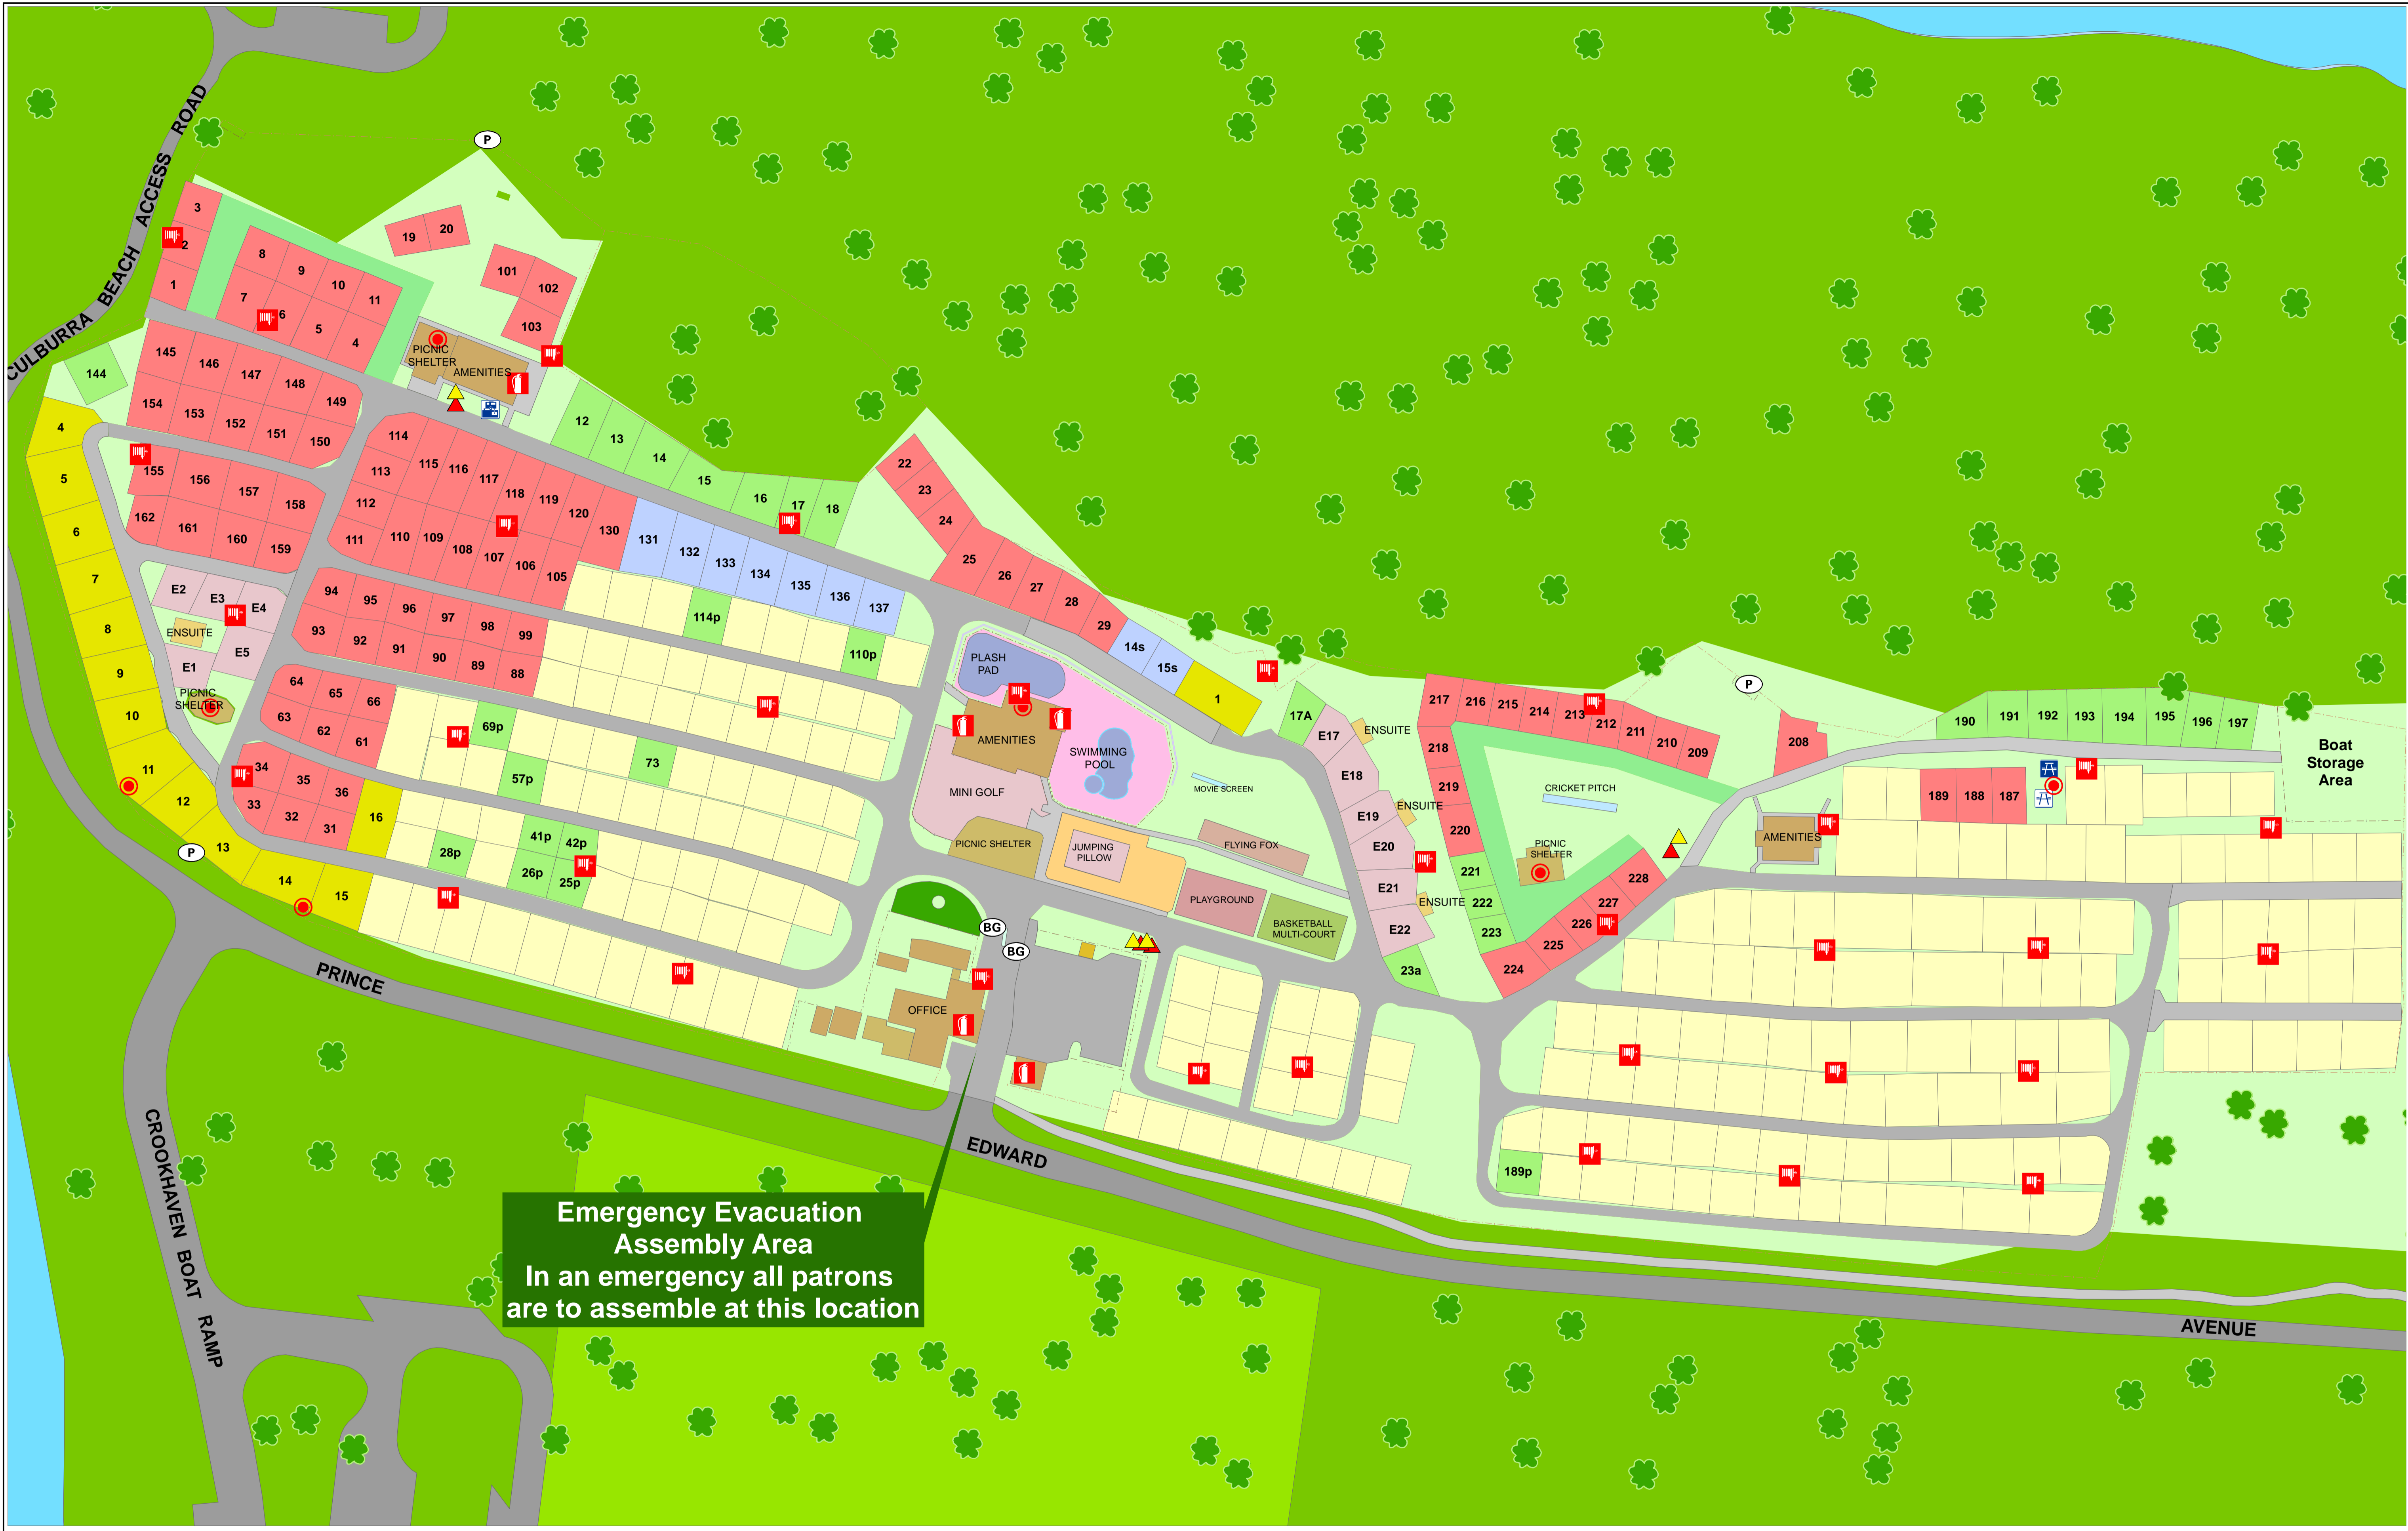 CULBURRA BEACH ACCESS ROAD
P
3
2
1
8
9
10
11
7
6
5
4
19
20
101
102
103
PICNIC
SHELTER
AMENITIES
144
145
146
147
148
149
154
153
152
151
150
155
156
157
158
162
161
160
159
4
5
6
7
8
9
10
11
12
13
14
15
16
E2
E3
E4
ENSUITE
E1
E5
PICNIC
SHELTER
P
114
113
112
111
115
116
117
118
119
120
130
110
109
108
107
106
105
131
132
133
134
135
136
137
12
13
14
15
16
17
18
22
23
24
25
26
27
28
29
14s
15s
1
94
95
96
97
98
99
93
92
91
90
89
88
114p
110p
64
65
66
63
62
61
69p
57p
73
34
35
36
33
32
31
28p
41p
42p
26p
25p
PLASH
PAD
AMENITIES
SWIMMING
POOL
MINI GOLF
PICNIC SHELTER
JUMPING
PILLOW
MOVIE SCREEN
FLYING FOX
PLAYGROUND
BASKETBALL
MULTI-COURT
BG
BG
OFFICE
17A
E17
ENSUITE
E18
E19
ENSUITE
E20
E21
ENSUITE
E22
23a
217
216
215
214
213
212
211
210
209
218
219
220
221
222
223
224
225
226
227
228
CRICKET PITCH
PICNIC
SHELTER
P
208
AMENITIES
190
191
192
193
194
195
196
197
189
188
187
Boat
Storage
Area
189p
PRINCE EDWARD AVENUE
CROOKHAVEN BOAT RAMP
Emergency Evacuation
Assembly Area
In an emergency all patrons
are to assemble at this location